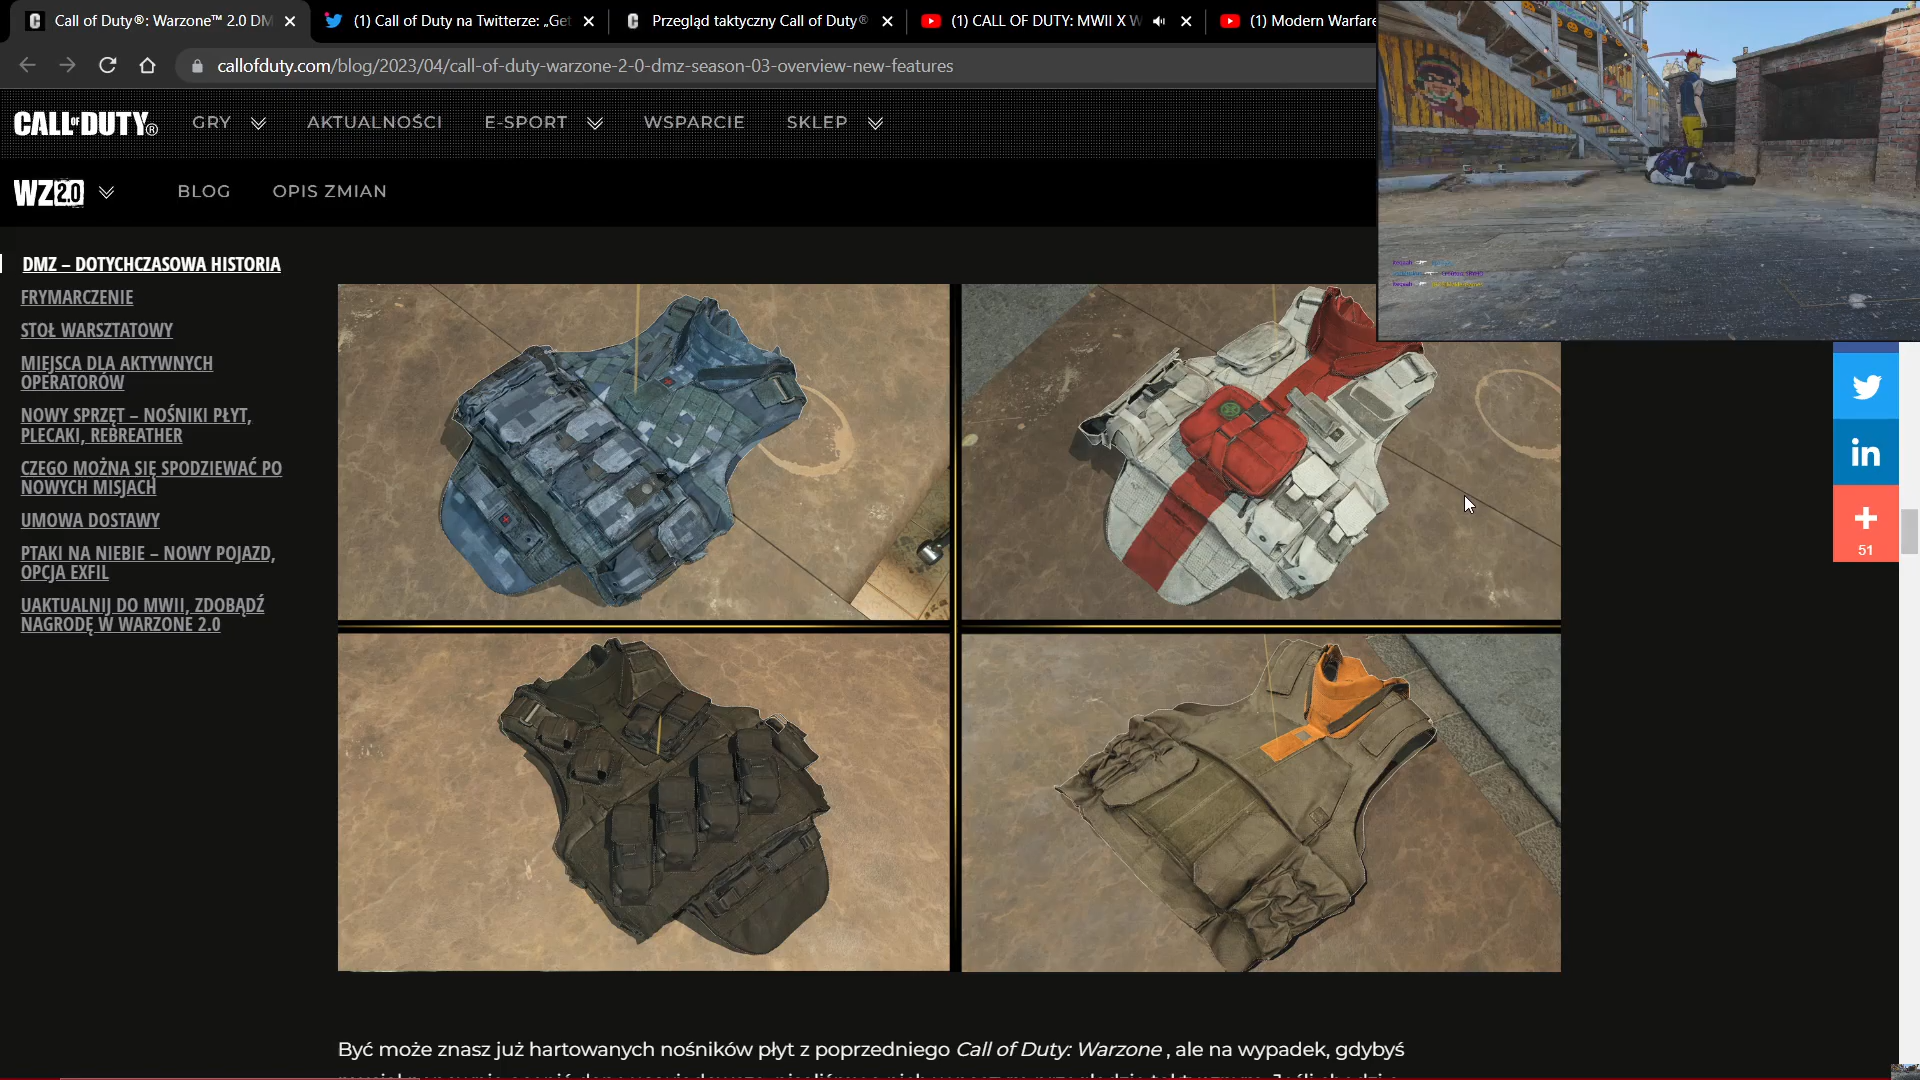 Call of Duty®: Warzone™ 2.0 DM
(1) Call of Duty na Twitterze: „Get
Przegląd taktyczny Call of Duty®
(1) CALL OF DUTY: MWII X W
(1) Modern Warfare
callofduty.com/blog/2023/04/call-of-duty-warzone-2-0-dmz-season-03-overview-new-features
CALL OF DUTY®
GRY
AKTUALNOŚCI
E-SPORT
WSPARCIE
SKLEP
WZ 2.0
BLOG
OPIS ZMIAN
DMZ – DOTYCHCZASOWA HISTORIA
FRYMARCZENIE
STOŁ WARSZTATOWY
MIEJSCA DLA AKTYWNYCH
OPERATORÓW
NOWY SPRZĘT – NOŚNIKI PŁYT,
PLECAKI, REBREATHER
CZEGO MOŻNA SIĘ SPODZIEWAĆ PO
NOWYCH MISJACH
UMOWA DOSTAWY
PTAKI NA NIEBIE – NOWY POJAZD,
OPCJA EXFIL
UAKTUALNIJ DO MWII, ZDOBĄDŹ
NAGRODĘ W WARZONE 2.0
in
51
Być może znasz już hartowanych nośników płyt z poprzedniego Call of Duty: Warzone , ale na wypadek, gdybyś